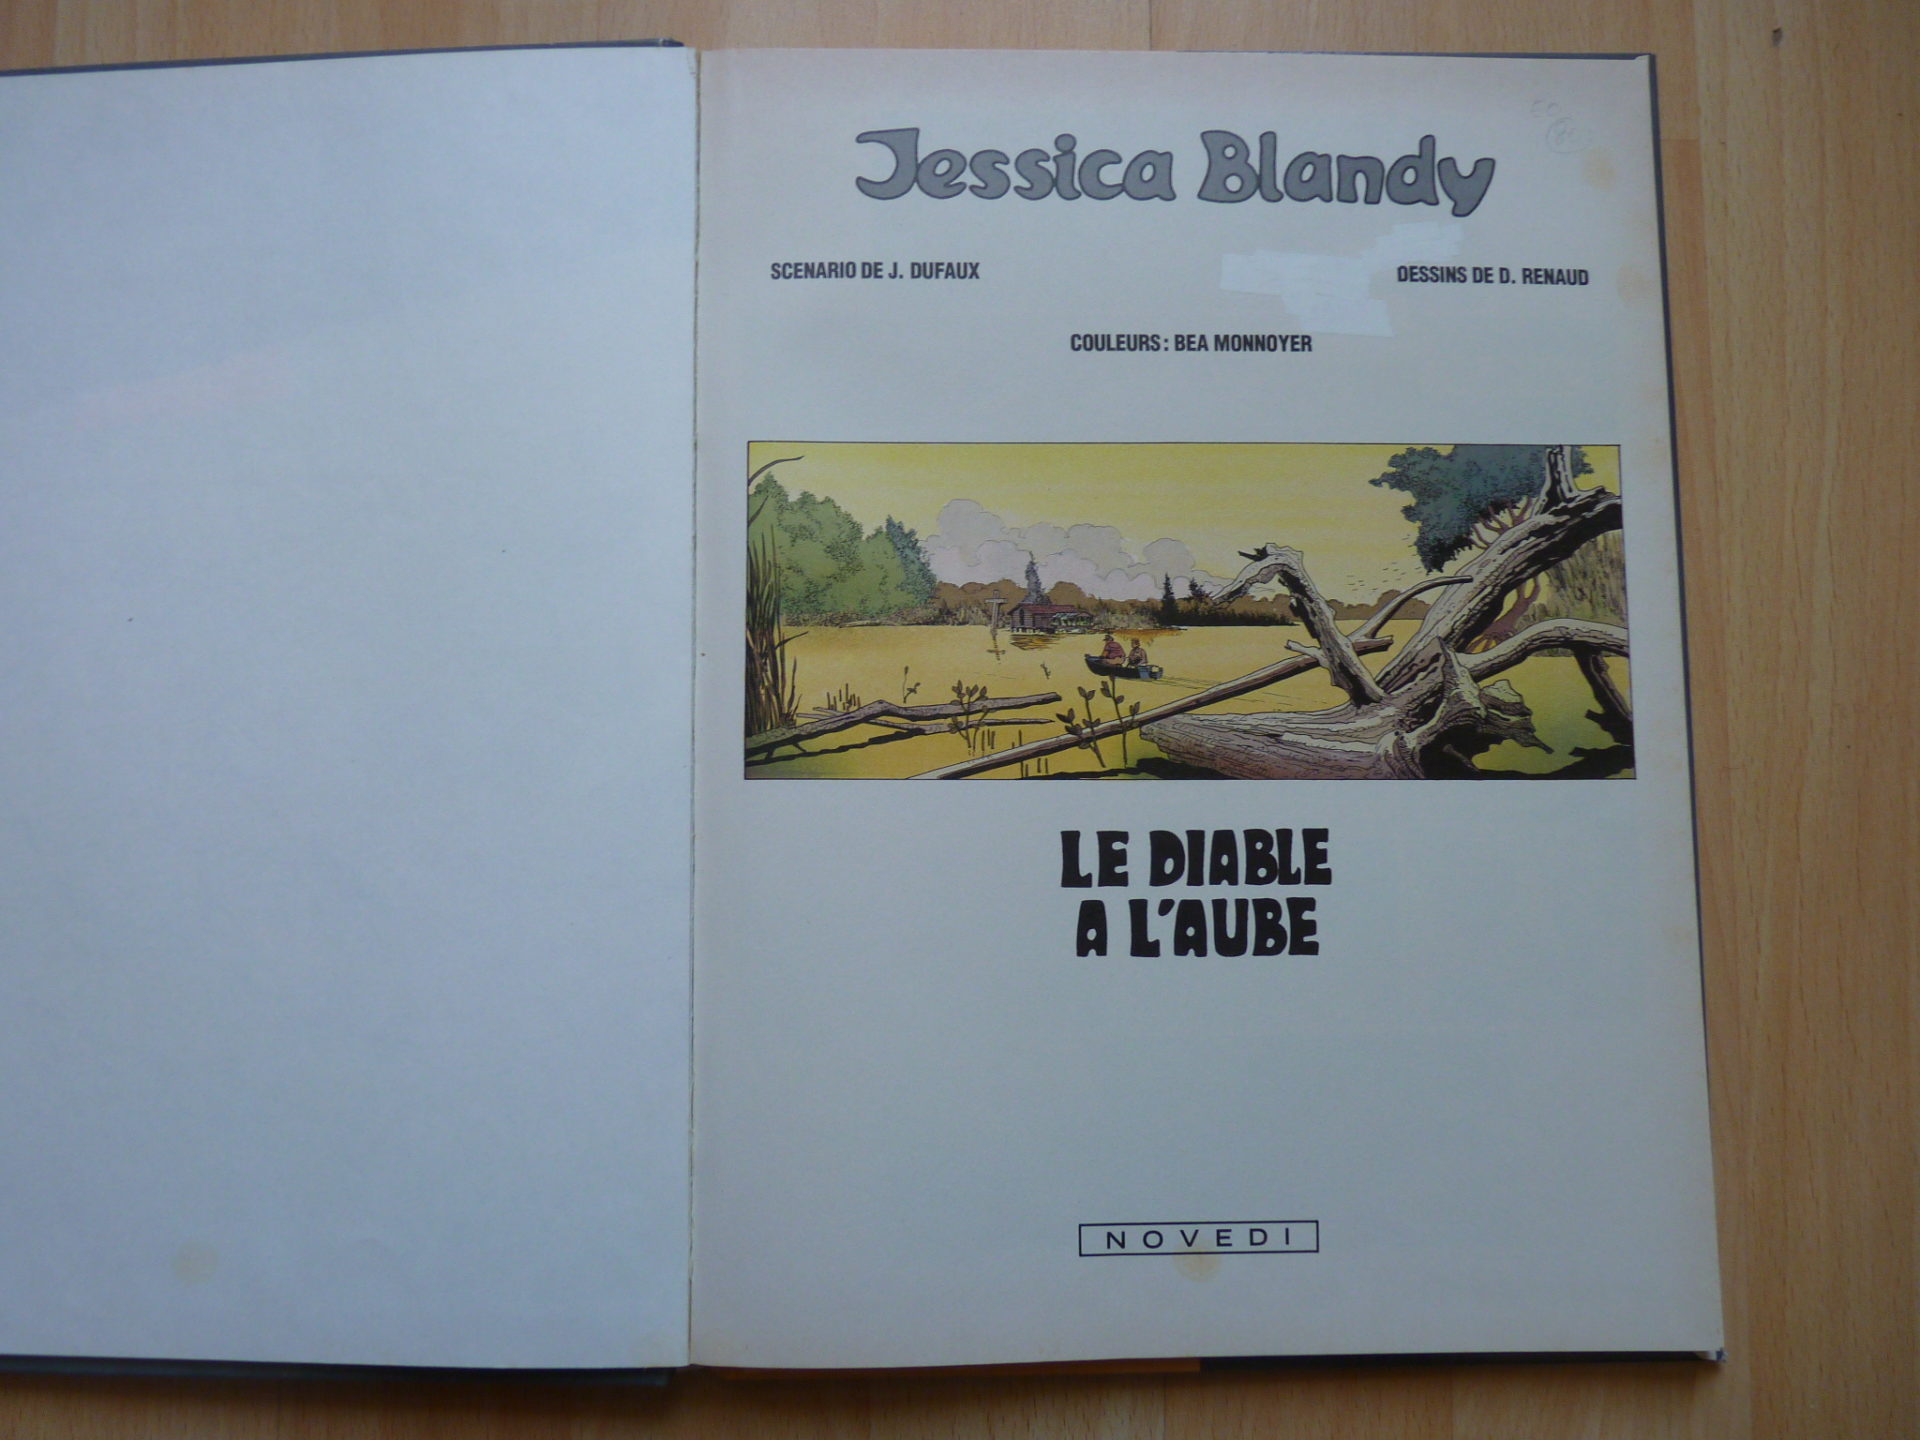 Jessica Blandy
SCENARIO DE J. DUFAUX
DESSINS DE D. RENAUD
COULEURS: BEA MONNOYER
LE DIABLE
A L'AUBE
NOVEDI